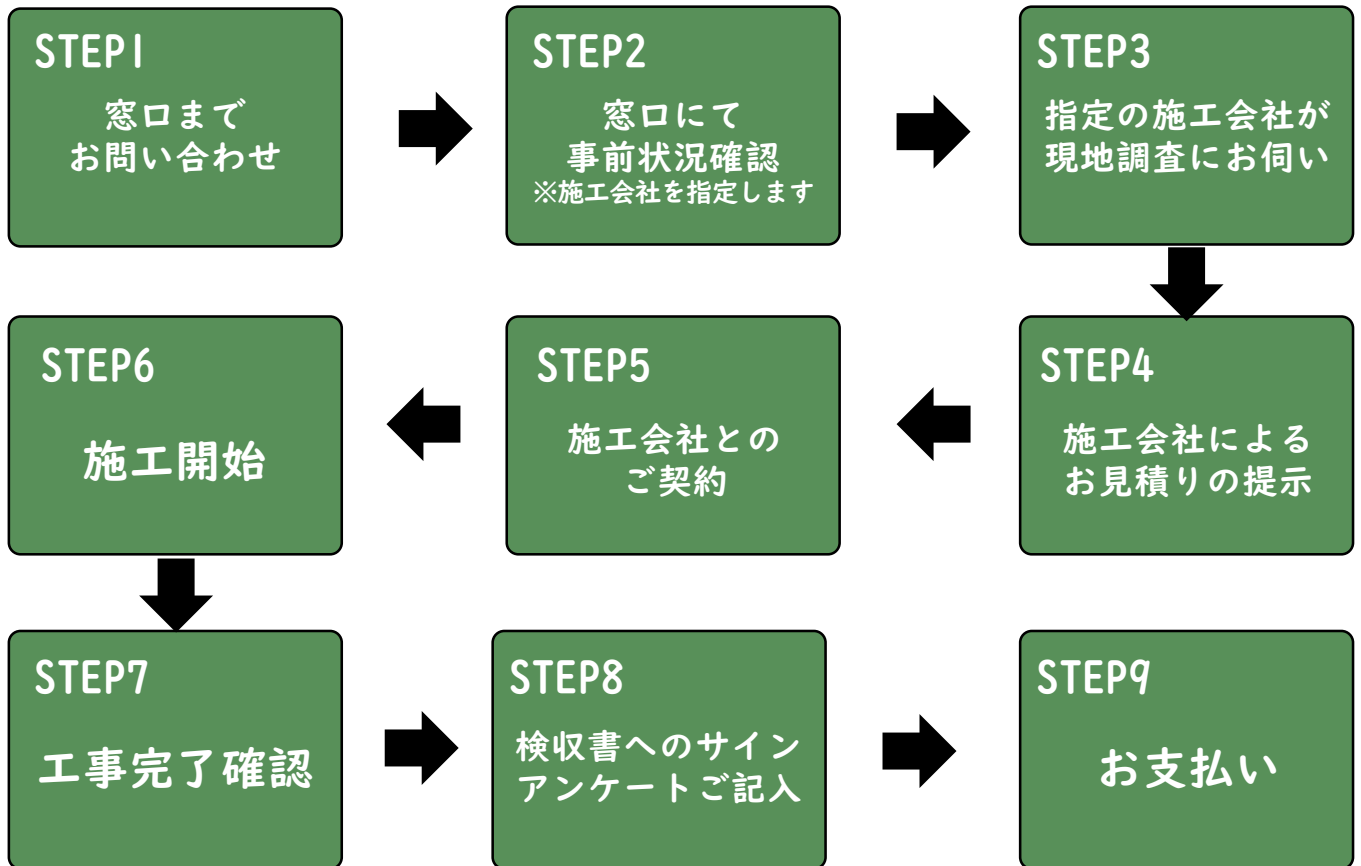 STEP1
窓口まで
お問い合わせ
STEP2
窓口にて
事前状況確認
※施工会社を指定します
STEP3
指定の施工会社が
現地調査にお伺い
STEP4
施工会社による
お見積りの提示
STEP5
施工会社との
ご契約
STEP6
施工開始
STEP7
工事完了確認
STEP8
検収書へのサイン
アンケートご記入
STEP9
お支払い